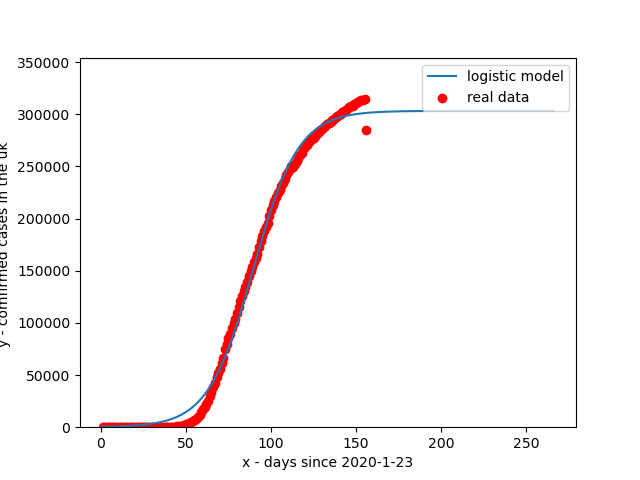 350000
300000
250000
200000
150000
100000
50000
0
y - comfirmed cases in the uk
logistic model
real data
0 50 100 150 200 250
x - days since 2020-1-23